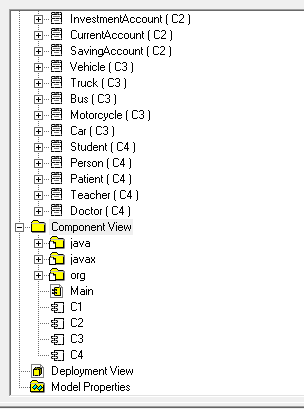 InvestmentAccount ( C2 )
CurrentAccount ( C2 )
SavingAccount ( C2 )
Vehicle ( C3 )
Truck ( C3 )
Bus ( C3 )
Motorcycle ( C3 )
Car ( C3 )
Student ( C4 )
Person ( C4 )
Patient ( C4 )
Teacher ( C4 )
Doctor ( C4 )
Component View
java
javax
org
Main
C1
C2
C3
C4
Deployment View
Model Properties